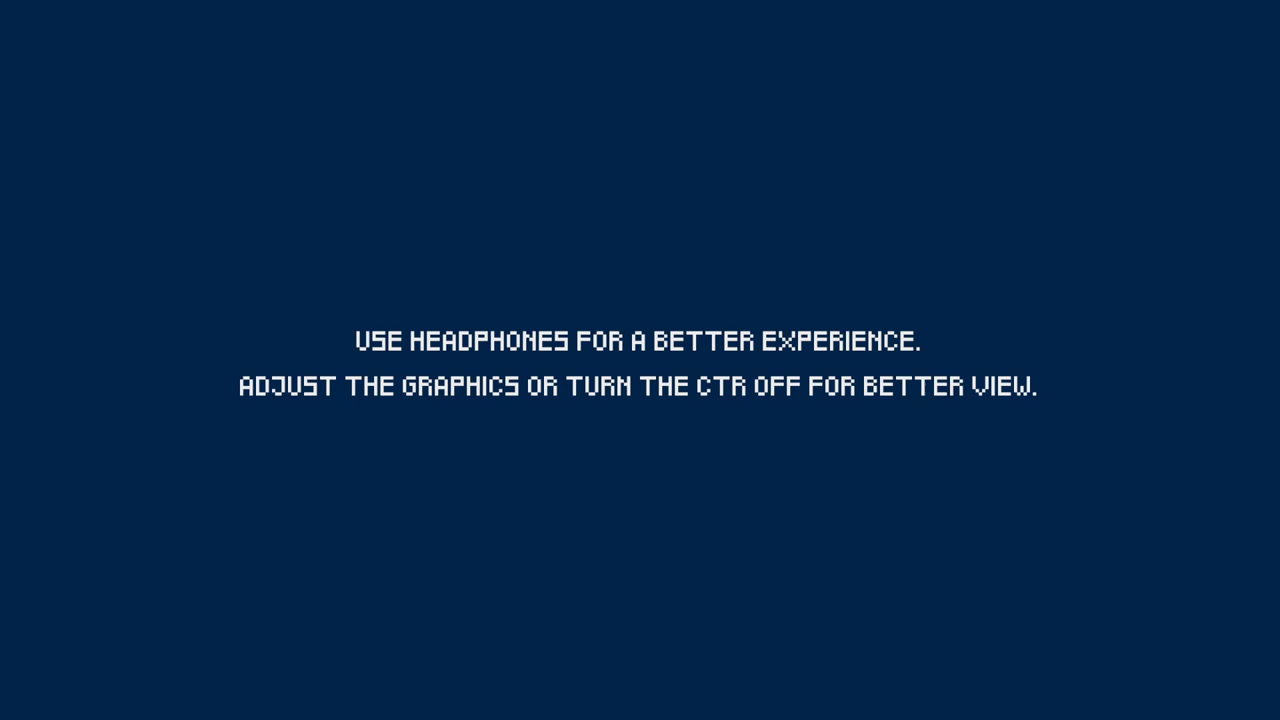 USE HEADPHONES FOR A BETTER EXPERIENCE.
ADJUST THE GRAPHICS OR TURN THE CTR OFF FOR BETTER VIEW.